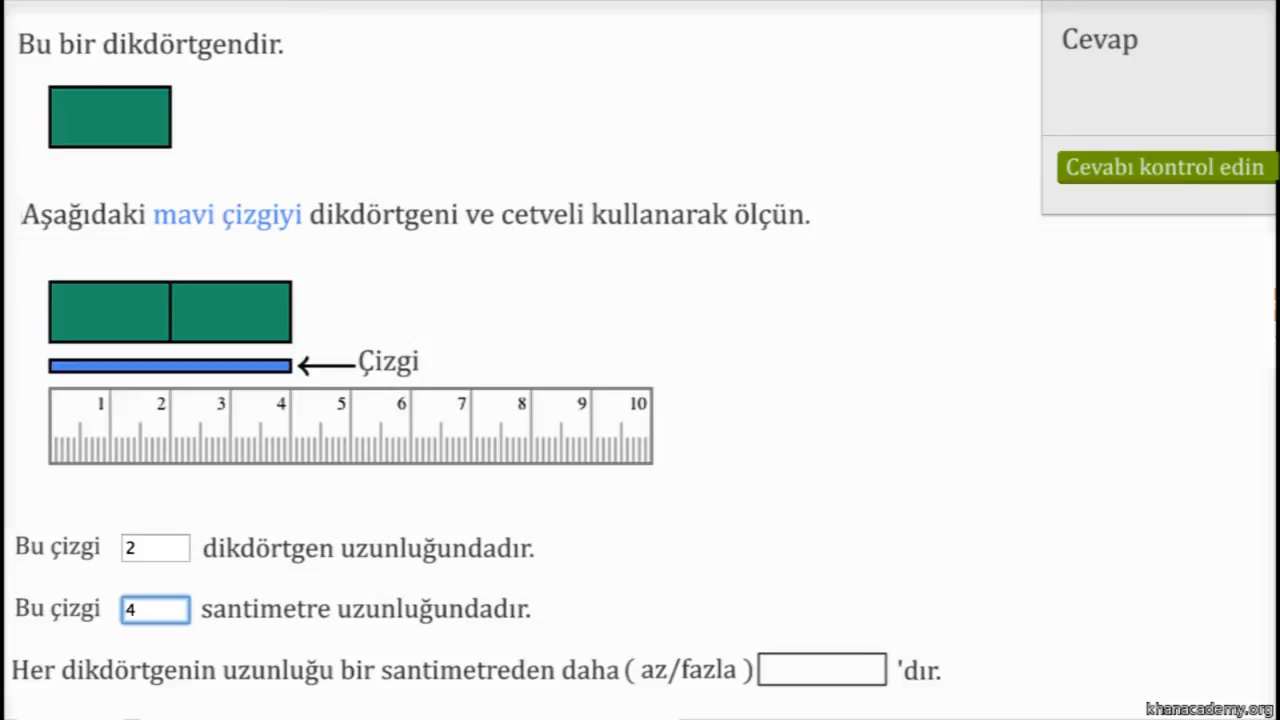 Bu bir dikdörtgendir.
Cevap
Cevabı kontrol edin
Aşağıdaki mavi çizgiyi dikdörtgeni ve cetveli kullanarak ölçün.
Çizgi
1 2 3 4 5 6 7 8 9 10
Bu çizgi 2 dikdörtgen uzunluğundadır.
Bu çizgi 4 santimetre uzunluğundadır.
Her dikdörtgenin uzunluğu bir santimetreden daha ( az/fazla ) 'dır.
khanacademy.org